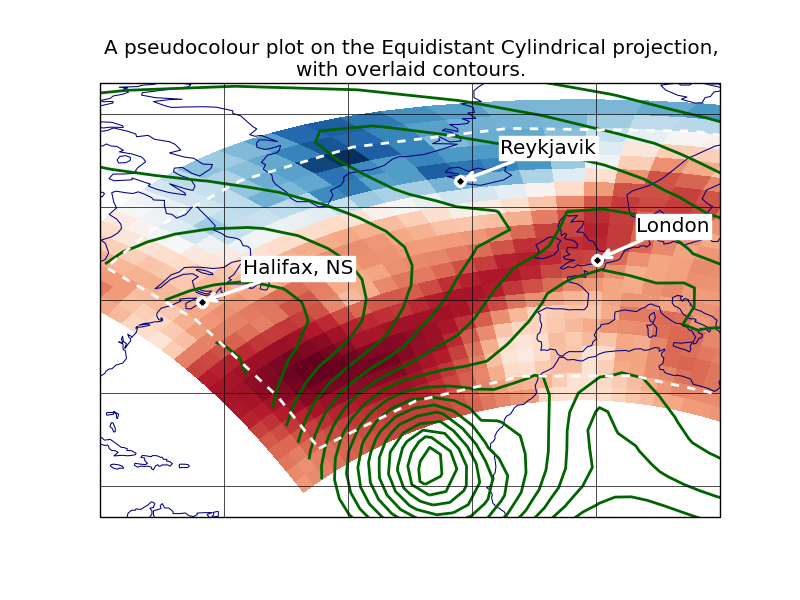 A pseudocolour plot on the Equidistant Cylindrical projection,
with overlaid contours.
Reykjavik
London
Halifax, NS